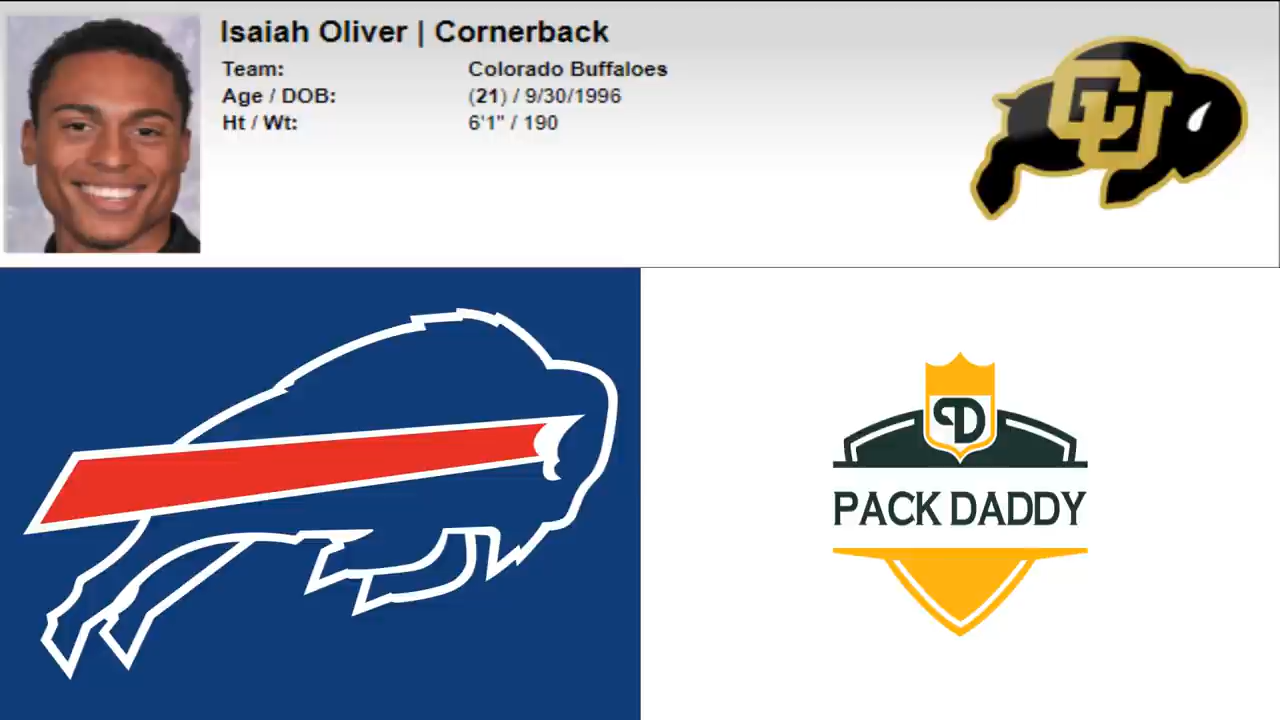 Isaiah Oliver | Cornerback
Team: Colorado Buffaloes
Age / DOB: (21) / 9/30/1996
Ht / Wt: 6'1" / 190
CU
PD
PACK DADDY